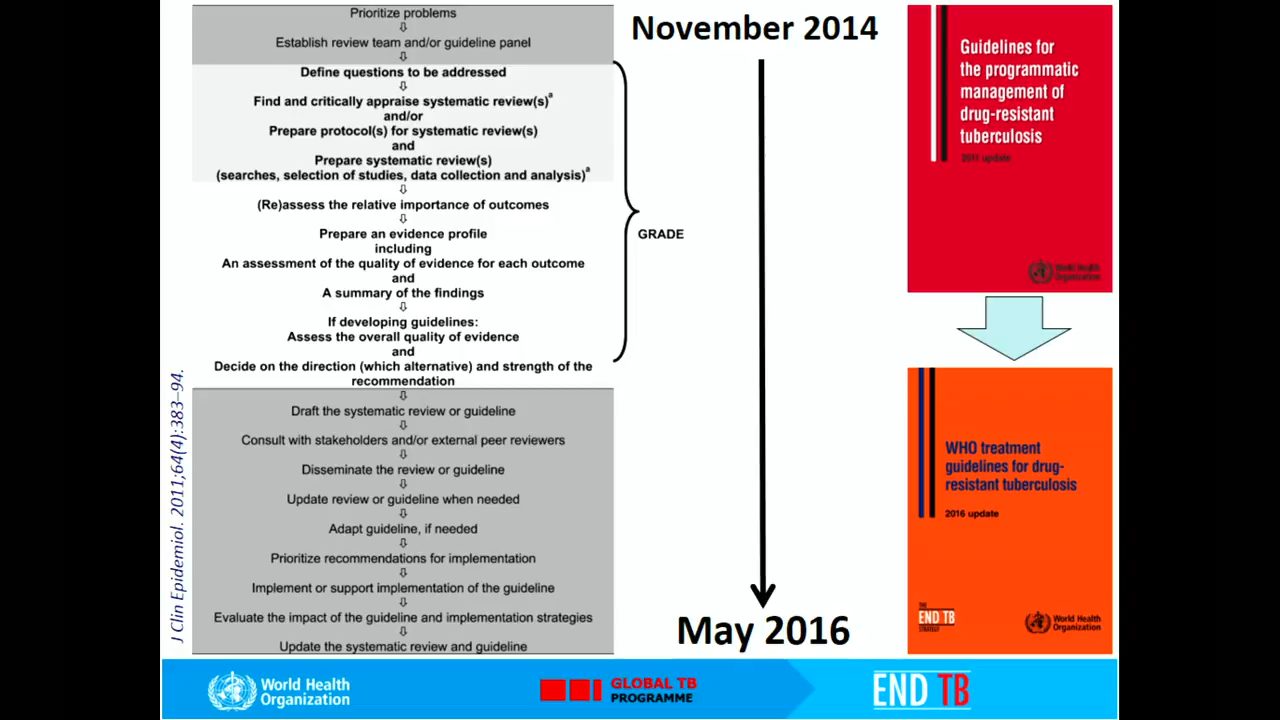 Prioritize problems
Establish review team and/or guideline panel
Define questions to be addressed
Find and critically appraise systematic review(s)a
and/or
Prepare protocol(s) for systematic review(s)
and
Prepare systematic review(s)
(searches, selection of studies, data collection and analysis)a
(Re)assess the relative importance of outcomes
Prepare an evidence profile
including
An assessment of the quality of evidence for each outcome
and
A summary of the findings
If developing guidelines:
Assess the overall quality of evidence
and
Decide on the direction (which alternative) and strength of the
recommendation
Draft the systematic review or guideline
Consult with stakeholders and/or external peer reviewers
Disseminate the review or guideline
Update review or guideline when needed
Adapt guideline, if needed
Prioritize recommendations for implementation
Implement or support implementation of the guideline
Evaluate the impact of the guideline and implementation strategies
Update the systematic review and guideline
GRADE
J Clin Epidemiol. 2011;64(4):383–94.
November 2014
May 2016
Guidelines for
the programmatic
management of
drug-resistant
tuberculosis
2011 update
World Health
Organization
WHO treatment
guidelines for drug-
resistant tuberculosis
2016 update
THE
END TB
STRATEGY
World Health
Organization
World Health
Organization
GLOBAL TB
PROGRAMME
END TB